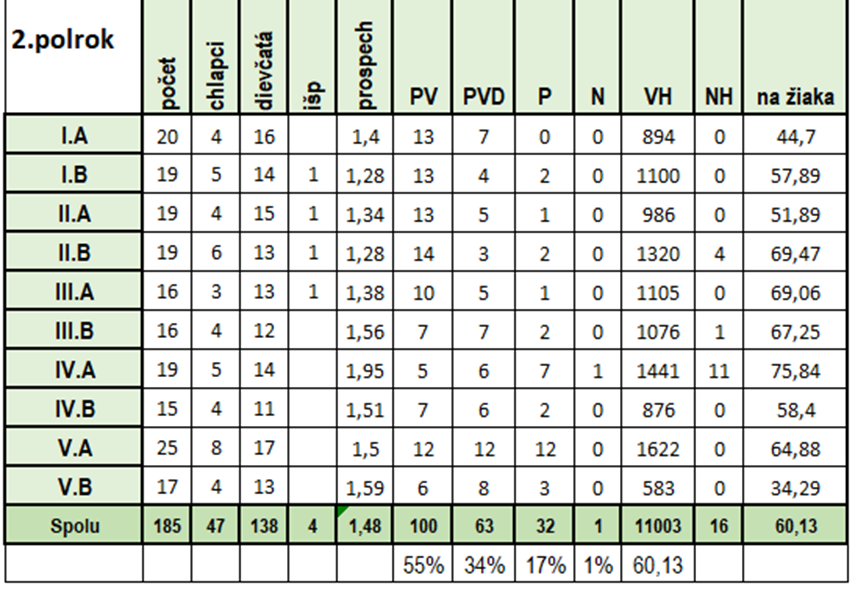 2.polrok počet chlapci dievčatá išp prospech PV PVD P N VH NH na žiaka
I.A 20 4 16 1,4 13 7 0 0 894 0 44,7
I.B 19 5 14 1 1,28 13 4 2 0 1100 0 57,89
II.A 19 4 15 1 1,34 13 5 1 0 986 0 51,89
II.B 19 6 13 1 1,28 14 3 2 0 1320 4 69,47
III.A 16 3 13 1 1,38 10 5 1 0 1105 0 69,06
III.B 16 4 12 1,56 7 7 2 0 1076 1 67,25
IV.A 19 5 14 1,95 5 6 7 1 1441 11 75,84
IV.B 15 4 11 1,51 7 6 2 0 876 0 58,4
V.A 25 8 17 1,5 12 12 12 0 1622 0 64,88
V.B 17 4 13 1,59 6 8 3 0 583 0 34,29
Spolu 185 47 138 4 1,48 100 63 32 1 11003 16 60,13
55% 34% 17% 1% 60,13